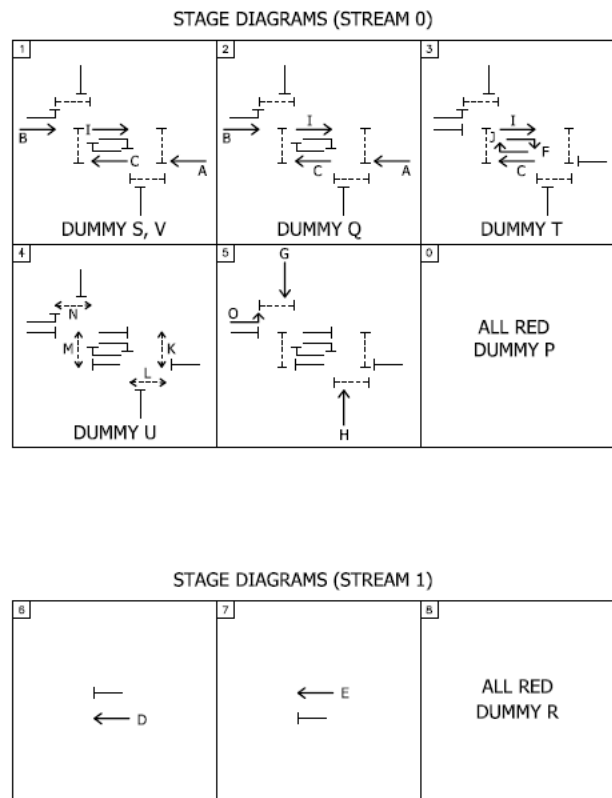 STAGE DIAGRAMS (STREAM 0)
1
B
I
C
A
DUMMY S, V
2
B
I
C
A
DUMMY Q
3
I
J
F
C
DUMMY T
4
N
M
K
L
DUMMY U
5
G
O
H
0
ALL RED
DUMMY P
STAGE DIAGRAMS (STREAM 1)
6
D
7
E
8
ALL RED
DUMMY R